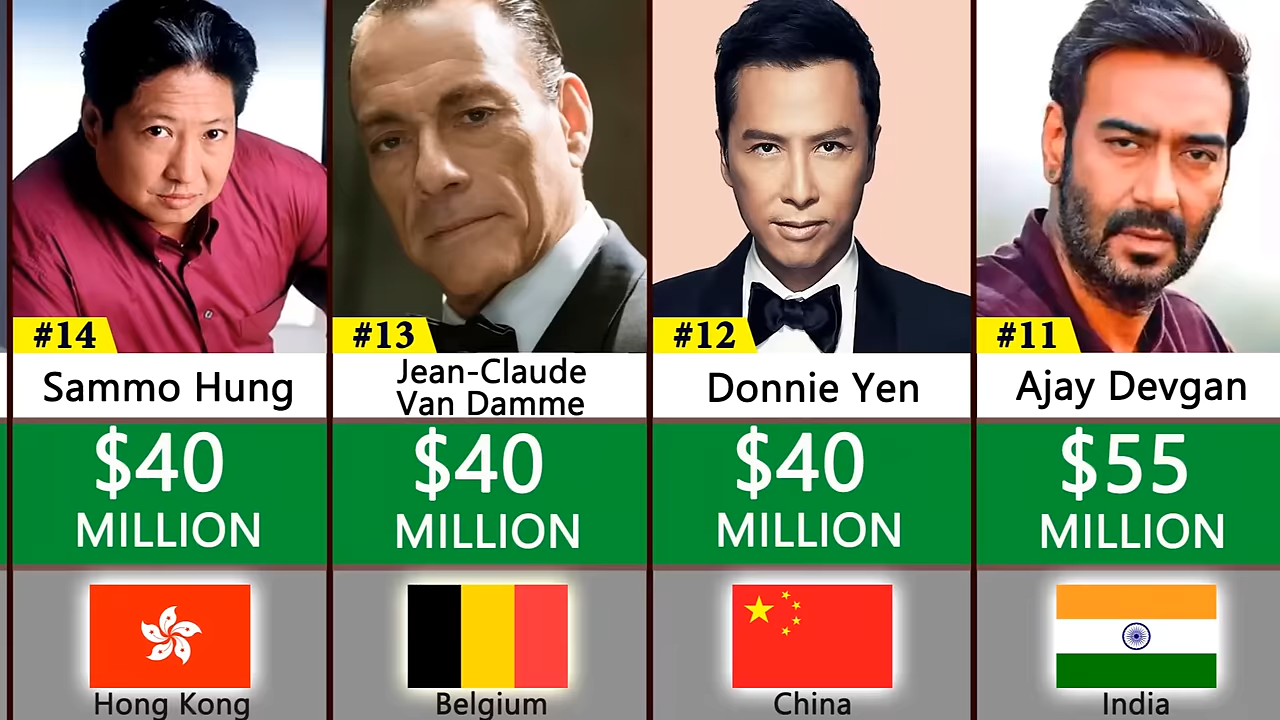 #14
Sammo Hung
$40
MILLION
Hong Kong
#13
Jean-Claude
Van Damme
$40
MILLION
Belgium
#12
Donnie Yen
$40
MILLION
China
#11
Ajay Devgan
$55
MILLION
India